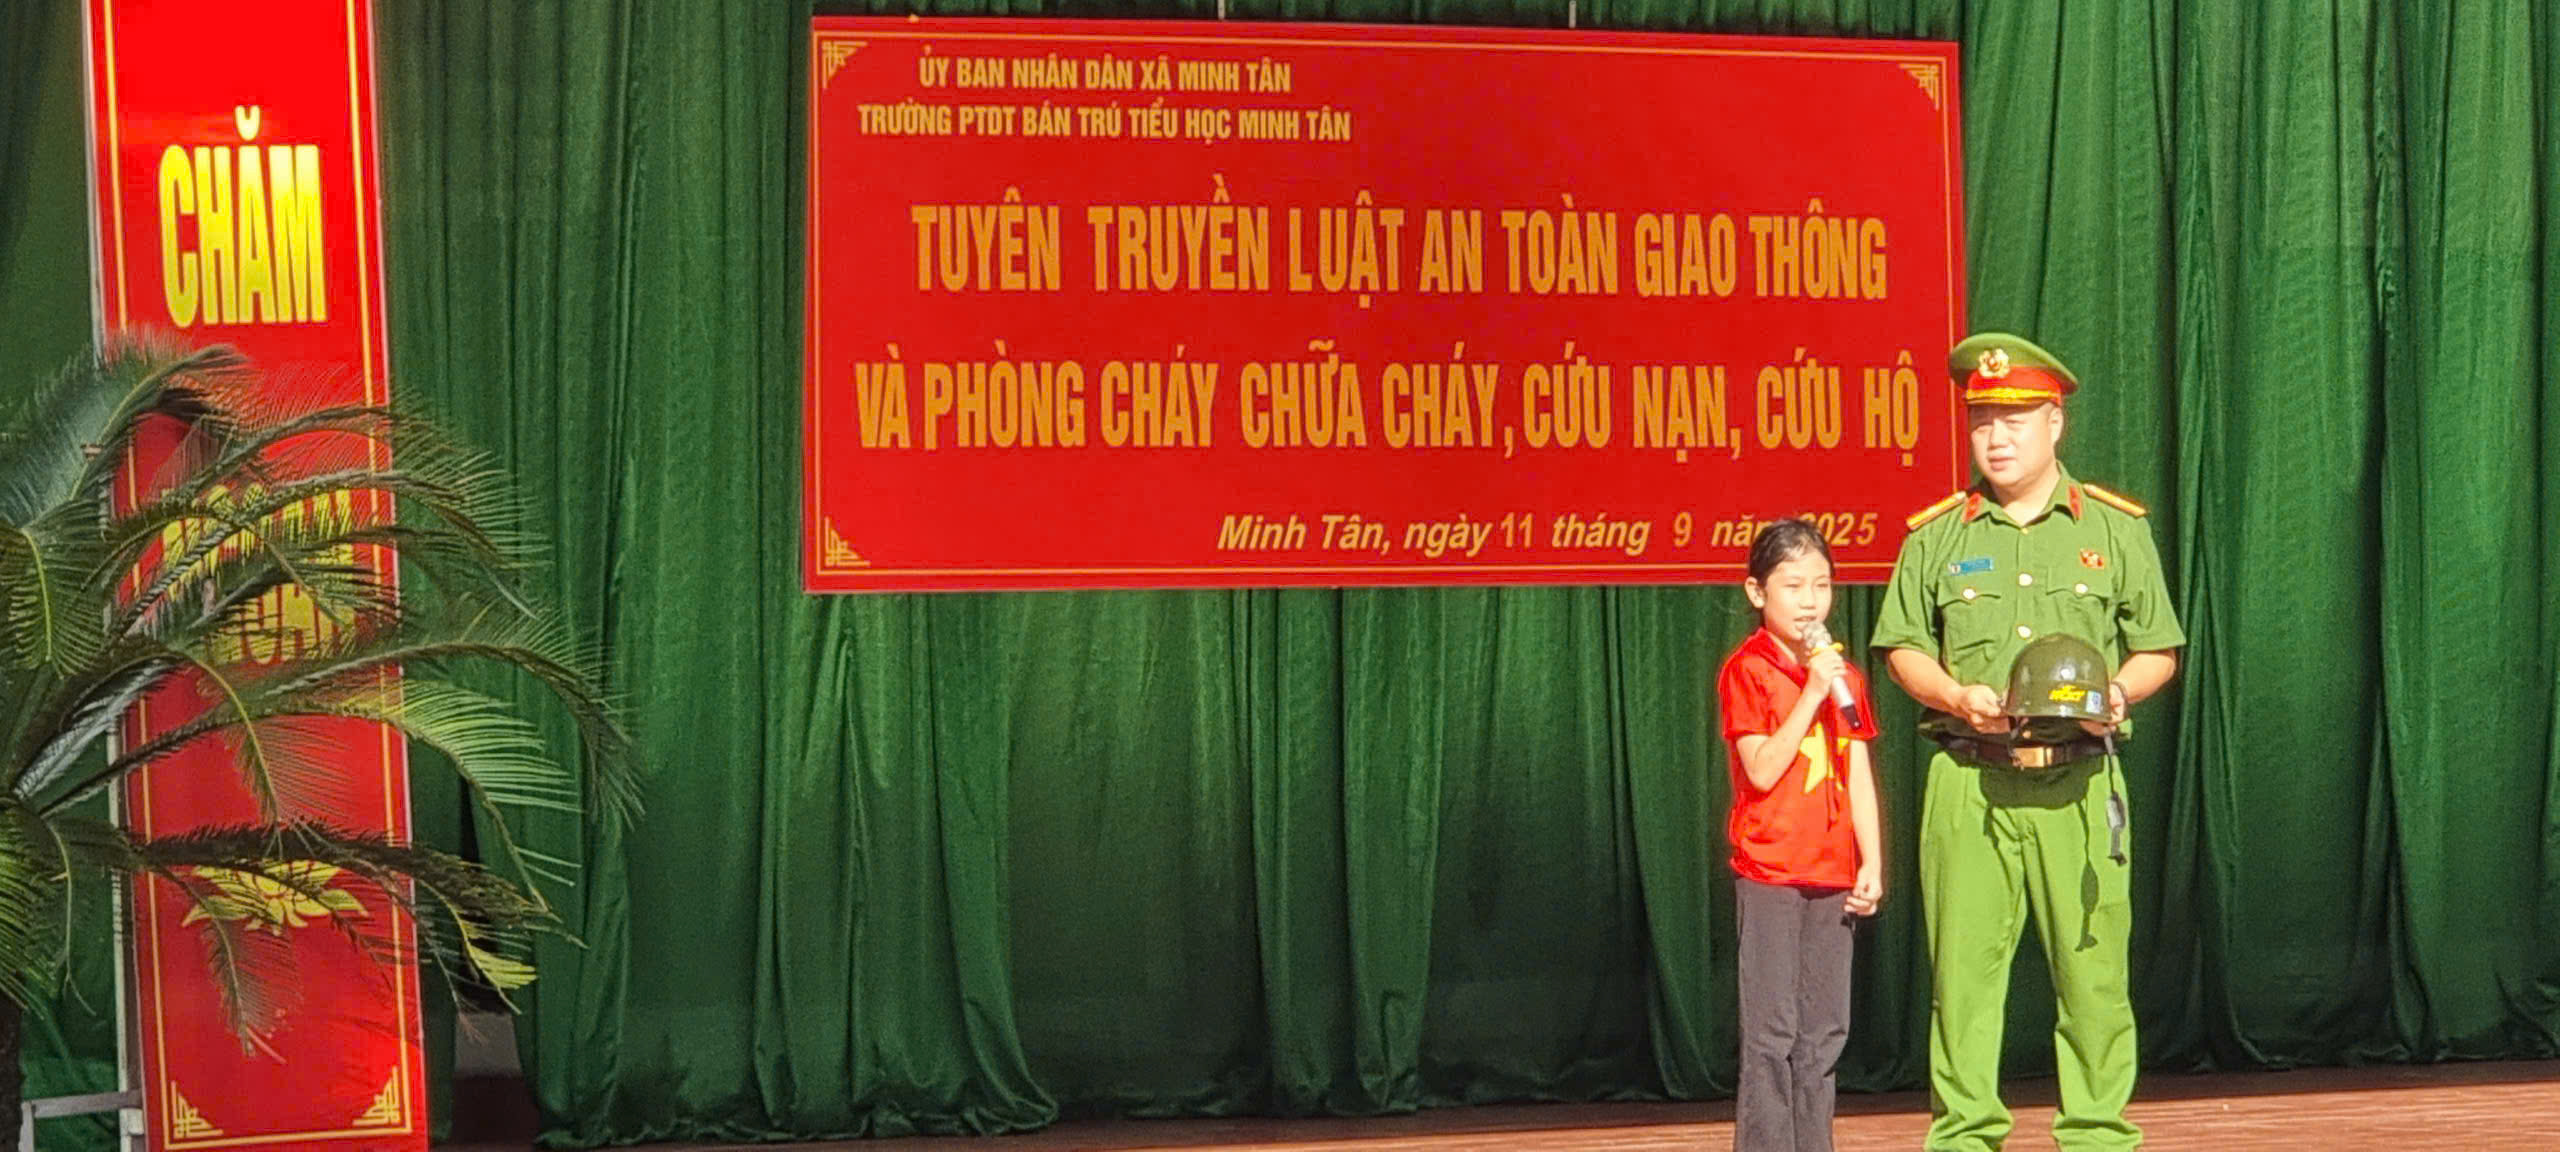 CHĂM
ỦY BAN NHÂN DÂN XÃ MINH TÂN
TRƯỜNG PTDT BÁN TRÚ TIỂU HỌC MINH TÂN
TUYÊN TRUYỀN LUẬT AN TOÀN GIAO THÔNG
VÀ PHÒNG CHÁY CHỮA CHÁY, CỨU NẠN, CỨU HỘ
Minh Tân, ngày 11 tháng 9 2025